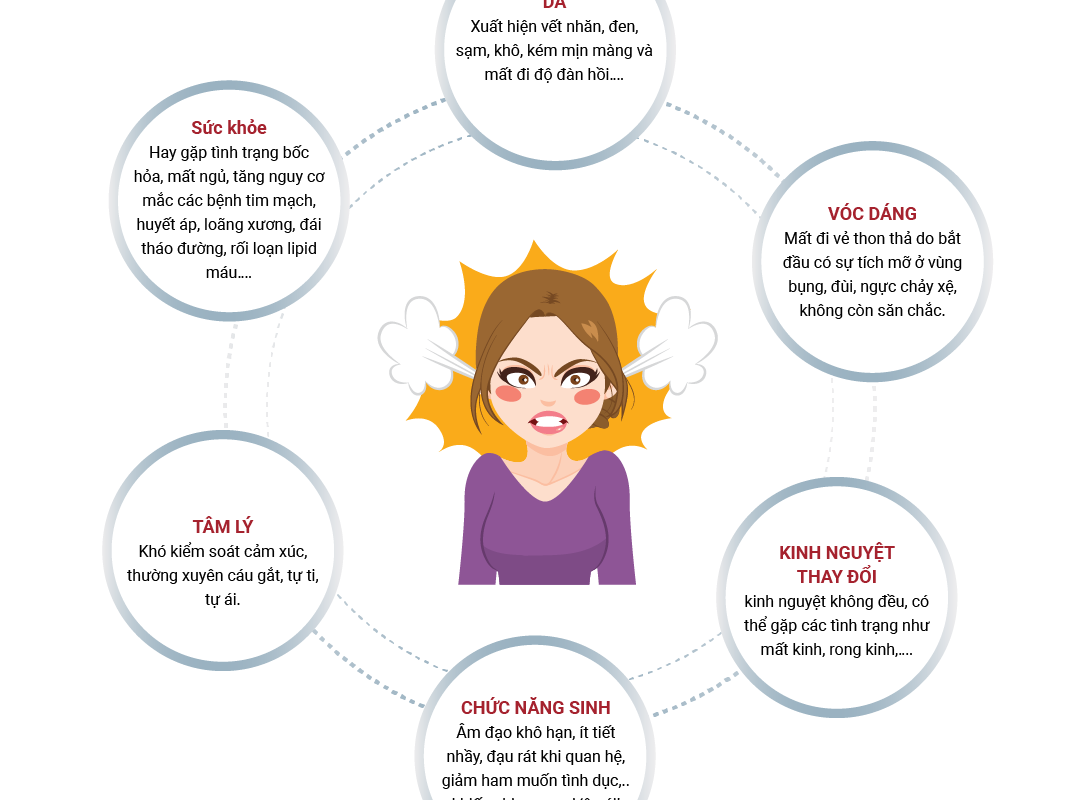 DA
Xuất hiện vết nhăn, đen,
sạm, khô, kém mịn màng và
mất đi độ đàn hồi....
Sức khỏe
Hay gặp tình trạng bốc
hỏa, mất ngủ, tăng nguy cơ
mắc các bệnh tim mạch,
huyết áp, loãng xương, đái
tháo đường, rối loạn lipid
máu....
VÓC DÁNG
Mất đi vẻ thon thả do bắt
đầu có sự tích mỡ ở vùng
bụng, đùi, ngực chảy xệ,
không còn săn chắc.
TÂM LÝ
Khó kiểm soát cảm xúc,
thường xuyên cáu gắt, tự ti,
tự ái.
KINH NGUYỆT
THAY ĐỔI
kinh nguyệt không đều, có
thể gặp các tình trạng như
mất kinh, rong kinh,....
CHỨC NĂNG SINH
Âm đạo khô hạn, ít tiết
nhầy, đạu rát khi quan hệ,
giảm ham muốn tình dục,..